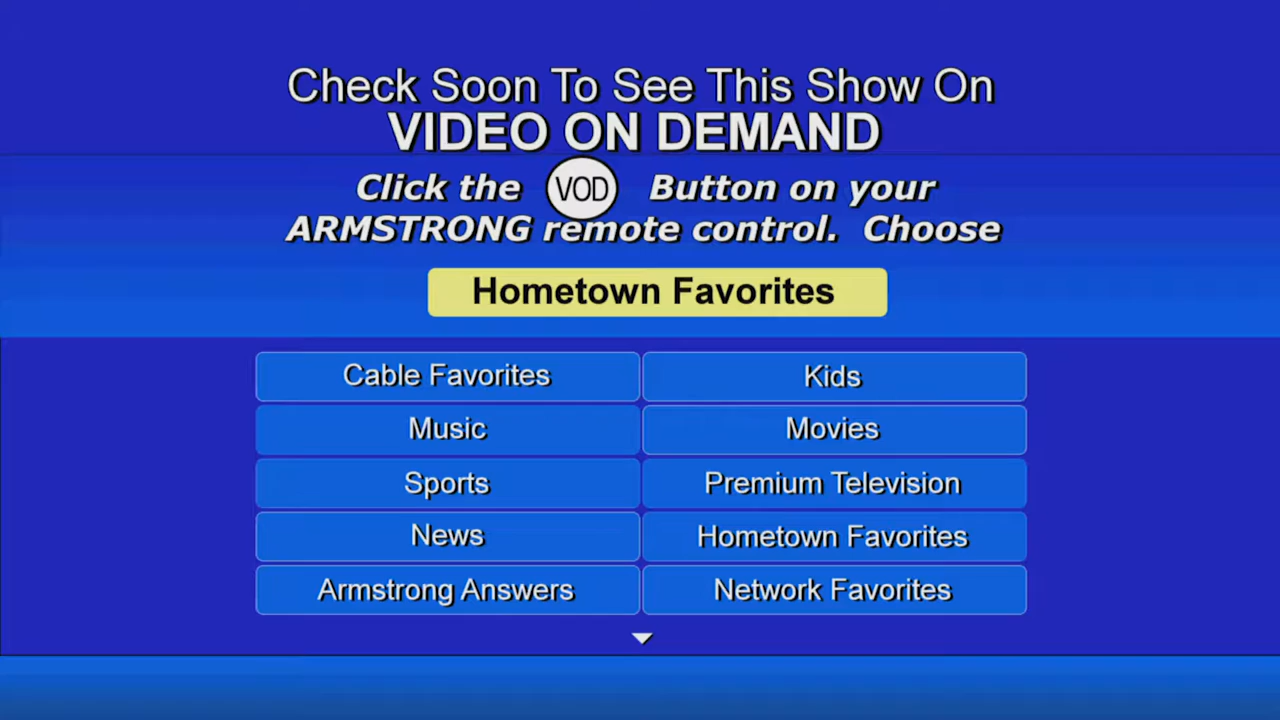 Check Soon To See This Show On
VIDEO ON DEMAND
Click the VOD Button on your
ARMSTRONG remote control. Choose
Hometown Favorites
Cable Favorites Kids
Music Movies
Sports Premium Television
News Hometown Favorites
Armstrong Answers Network Favorites